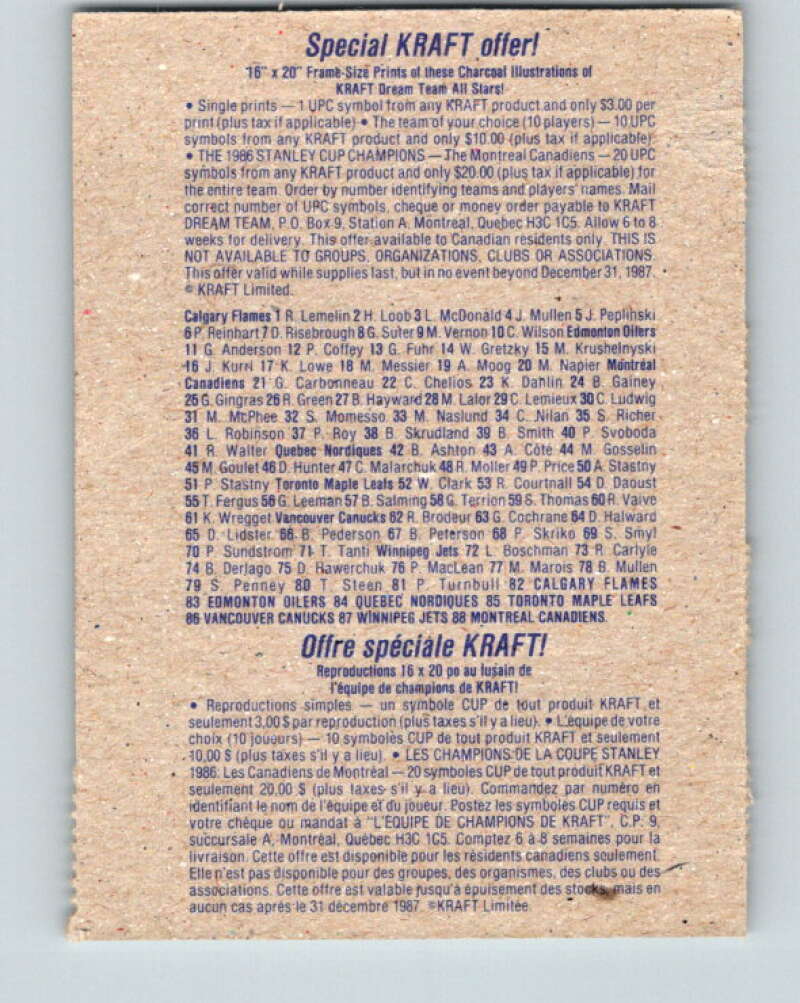 Special KRAFT offer!
16" x 20" Frame-Size Prints of these Charcoal Illustrations of
KRAFT Dream Team All Stars!
• Single prints — 1 UPC symbol from any KRAFT product and only $3.00 per
print (plus tax if applicable) • The team of your choice (10 players) — 10 UPC
symbols from any KRAFT product and only $10.00 (plus tax if applicable)
• THE 1986 STANLEY CUP CHAMPIONS — The Montreal Canadiens — 20 UPC
symbols from any KRAFT product and only $20.00 (plus tax if applicable) for
the entire team. Order by number identifying teams and players' names. Mail
correct number of UPC symbols, cheque or money order payable to KRAFT
DREAM TEAM, P.O. Box 9, Station A, Montreal, Quebec H3C 1C5. Allow 6 to 8
weeks for delivery. This offer available to Canadian residents only. THIS IS
NOT AVAILABLE TO GROUPS, ORGANIZATIONS, CLUBS OR ASSOCIATIONS.
This offer valid while supplies last, but in no event beyond December 31, 1987.
© KRAFT Limited.
Calgary Flames 1 R. Lemelin 2 H. Loob 3 L. McDonald 4 J. Mullen 5 J. Peplinski
6 P. Reinhart 7 D. Risebrough 8 G. Suter 9 M. Vernon 10 C. Wilson Edmonton Oilers
11 G. Anderson 12 P. Coffey 13 G. Fuhr 14 W. Gretzky 15 M. Krushelnyski
16 J. Kurri 17 K. Lowe 18 M. Messier 19 A. Moog 20 M. Napier Montréal
Canadiens 21 G. Carbonneau 22 C. Chelios 23 K. Dahlin 24 B. Gainey
25 G. Gingras 26 R. Green 27 B. Hayward 28 M. Lalor 29 C. Lemieux 30 C. Ludwig
31 M. McPhee 32 S. Momesso 33 M. Naslund 34 C. Nilan 35 S. Richer
36 L. Robinson 37 P. Roy 38 B. Skrudland 39 B. Smith 40 P. Svoboda
41 R. Walter Quebec Nordiques 42 B. Ashton 43 A. Côté 44 M. Gosselin
45 M. Goulet 46 D. Hunter 47 C. Malarchuk 48 R. Moller 49 P. Price 50 A. Stastny
51 P. Stastny Toronto Maple Leafs 52 W. Clark 53 R. Courtnall 54 D. Daoust
55 T. Fergus 56 G. Leeman 57 B. Salming 58 G. Terrion 59 S. Thomas 60 R. Vaive
61 K. Wregget Vancouver Canucks 62 R. Brodeur 63 G. Cochrane 64 D. Halward
65 D. Lidster 66 B. Pederson 67 B. Peterson 68 P. Skriko 69 S. Smyl
70 P. Sundstrom 71 T. Tanti Winnipeg Jets 72 L. Boschman 73 R. Carlyle
74 B. Derlago 75 D. Hawerchuk 76 P. MacLean 77 M. Marois 78 B. Mullen
79 S. Penney 80 T. Steen 81 P. Turnbull 82 CALGARY FLAMES
83 EDMONTON OILERS 84 QUEBEC NORDIQUES 85 TORONTO MAPLE LEAFS
86 VANCOUVER CANUCKS 87 WINNIPEG JETS 88 MONTREAL CANADIENS.
Offre spéciale KRAFT!
Reproductions 16 x 20 po au fusain de
l'équipe de champions de KRAFT!
• Reproductions simples — un symbole CUP de tout produit KRAFT et
seulement 3,00 $ par reproduction (plus taxes s'il y a lieu). • L'équipe de votre
choix (10 joueurs) — 10 symboles CUP de tout produit KRAFT et seulement
10,00 $ (plus taxes s'il y a lieu). • LES CHAMPIONS DE LA COUPE STANLEY
1986: Les Canadiens de Montréal — 20 symboles CUP de tout produit KRAFT et
seulement 20,00 $ (plus taxes s'il y a lieu). Commandez par numéro en
identifiant le nom de l'équipe et du joueur. Postez les symboles CUP requis et
votre chèque ou mandat à "L'ÉQUIPE DE CHAMPIONS DE KRAFT", C.P. 9,
succursale A, Montréal, Québec H3C 1C5. Comptez 6 à 8 semaines pour la
livraison. Cette offre est disponible pour les résidents canadiens seulement.
Elle n'est pas disponible pour des groupes, des organismes, des clubs ou des
associations. Cette offre est valable jusqu'à épuisement des stocks, mais en
aucun cas après le 31 décembre 1987. ©KRAFT Limitée.